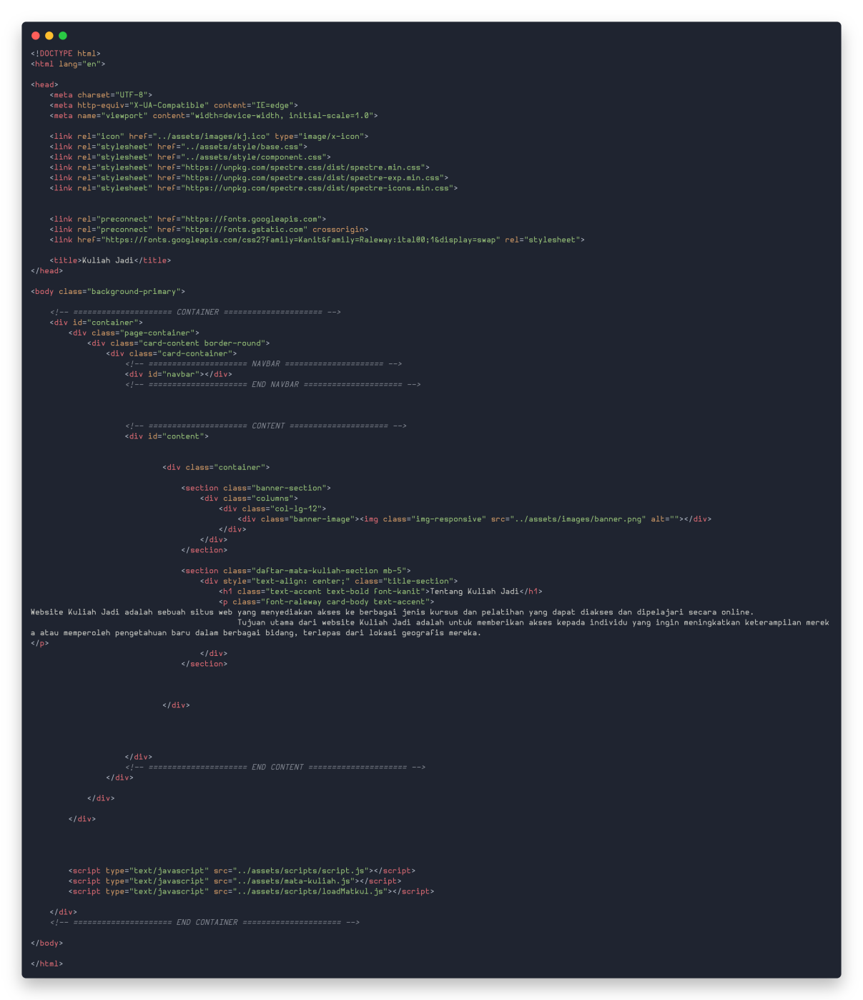 <!DOCTYPE html>
<html lang="en">
<head>
<meta charset="UTF-8">
<meta http-equiv="X-UA-Compatible" content="IE=edge">
<meta name="viewport" content="width=device-width, initial-scale=1.0">
<link rel="icon" href="../assets/images/kj.ico" type="image/x-icon">
<link rel="stylesheet" href="../assets/style/base.css">
<link rel="stylesheet" href="../assets/style/component.css">
<link rel="stylesheet" href="https://unpkg.com/spectre.css/dist/spectre.min.css">
<link rel="stylesheet" href="https://unpkg.com/spectre.css/dist/spectre-exp.min.css">
<link rel="stylesheet" href="https://unpkg.com/spectre.css/dist/spectre-icons.min.css">
<link rel="preconnect" href="https://fonts.googleapis.com">
<link rel="preconnect" href="https://fonts.gstatic.com" crossorigin>
<link href="https://fonts.googleapis.com/css2?family=Kanit&family=Raleway:ital@0;1&display=swap" rel="stylesheet">
<title>Kuliah Jadi</title>
</head>
<body class="background-primary">
<!-- ===================== CONTAINER ===================== -->
<div id="container">
<div class="page-container">
<div class="card-content border-round">
<div class="card-container">
<!-- ===================== NAVBAR ===================== -->
<div id="navbar"></div>
<!-- ===================== END NAVBAR ===================== -->
<!-- ===================== CONTENT ===================== -->
<div id="content">
<div class="container">
<section class="banner-section">
<div class="columns">
<div class="col-lg-12">
<div class="banner-image"><img class="img-responsive" src="../assets/images/banner.png" alt=""></div>
</div>
</div>
</section>
<section class="daftar-mata-kuliah-section mb-5">
<div style="text-align: center;" class="title-section">
<h1 class="text-accent text-bold font-kanit">Tentang Kuliah Jadi</h1>
<p class="font-raleway card-body text-accent">
Website Kuliah Jadi adalah sebuah situs web yang menyediakan akses ke berbagai jenis kursus dan pelatihan yang dapat diakses dan dipelajari secara online.
Tujuan utama dari website Kuliah Jadi adalah untuk memberikan akses kepada individu yang ingin meningkatkan keterampilan merek
a atau memperoleh pengetahuan baru dalam berbagai bidang, terlepas dari lokasi geografis mereka.
</p>
</div>
</section>
</div>
</div>
<!-- ===================== END CONTENT ===================== -->
</div>
</div>
</div>
<script type="text/javascript" src="../assets/scripts/script.js"></script>
<script type="text/javascript" src="../assets/mata-kuliah.js"></script>
<script type="text/javascript" src="../assets/scripts/loadMatkul.js"></script>
</div>
<!-- ===================== END CONTAINER ===================== -->
</body>
</html>